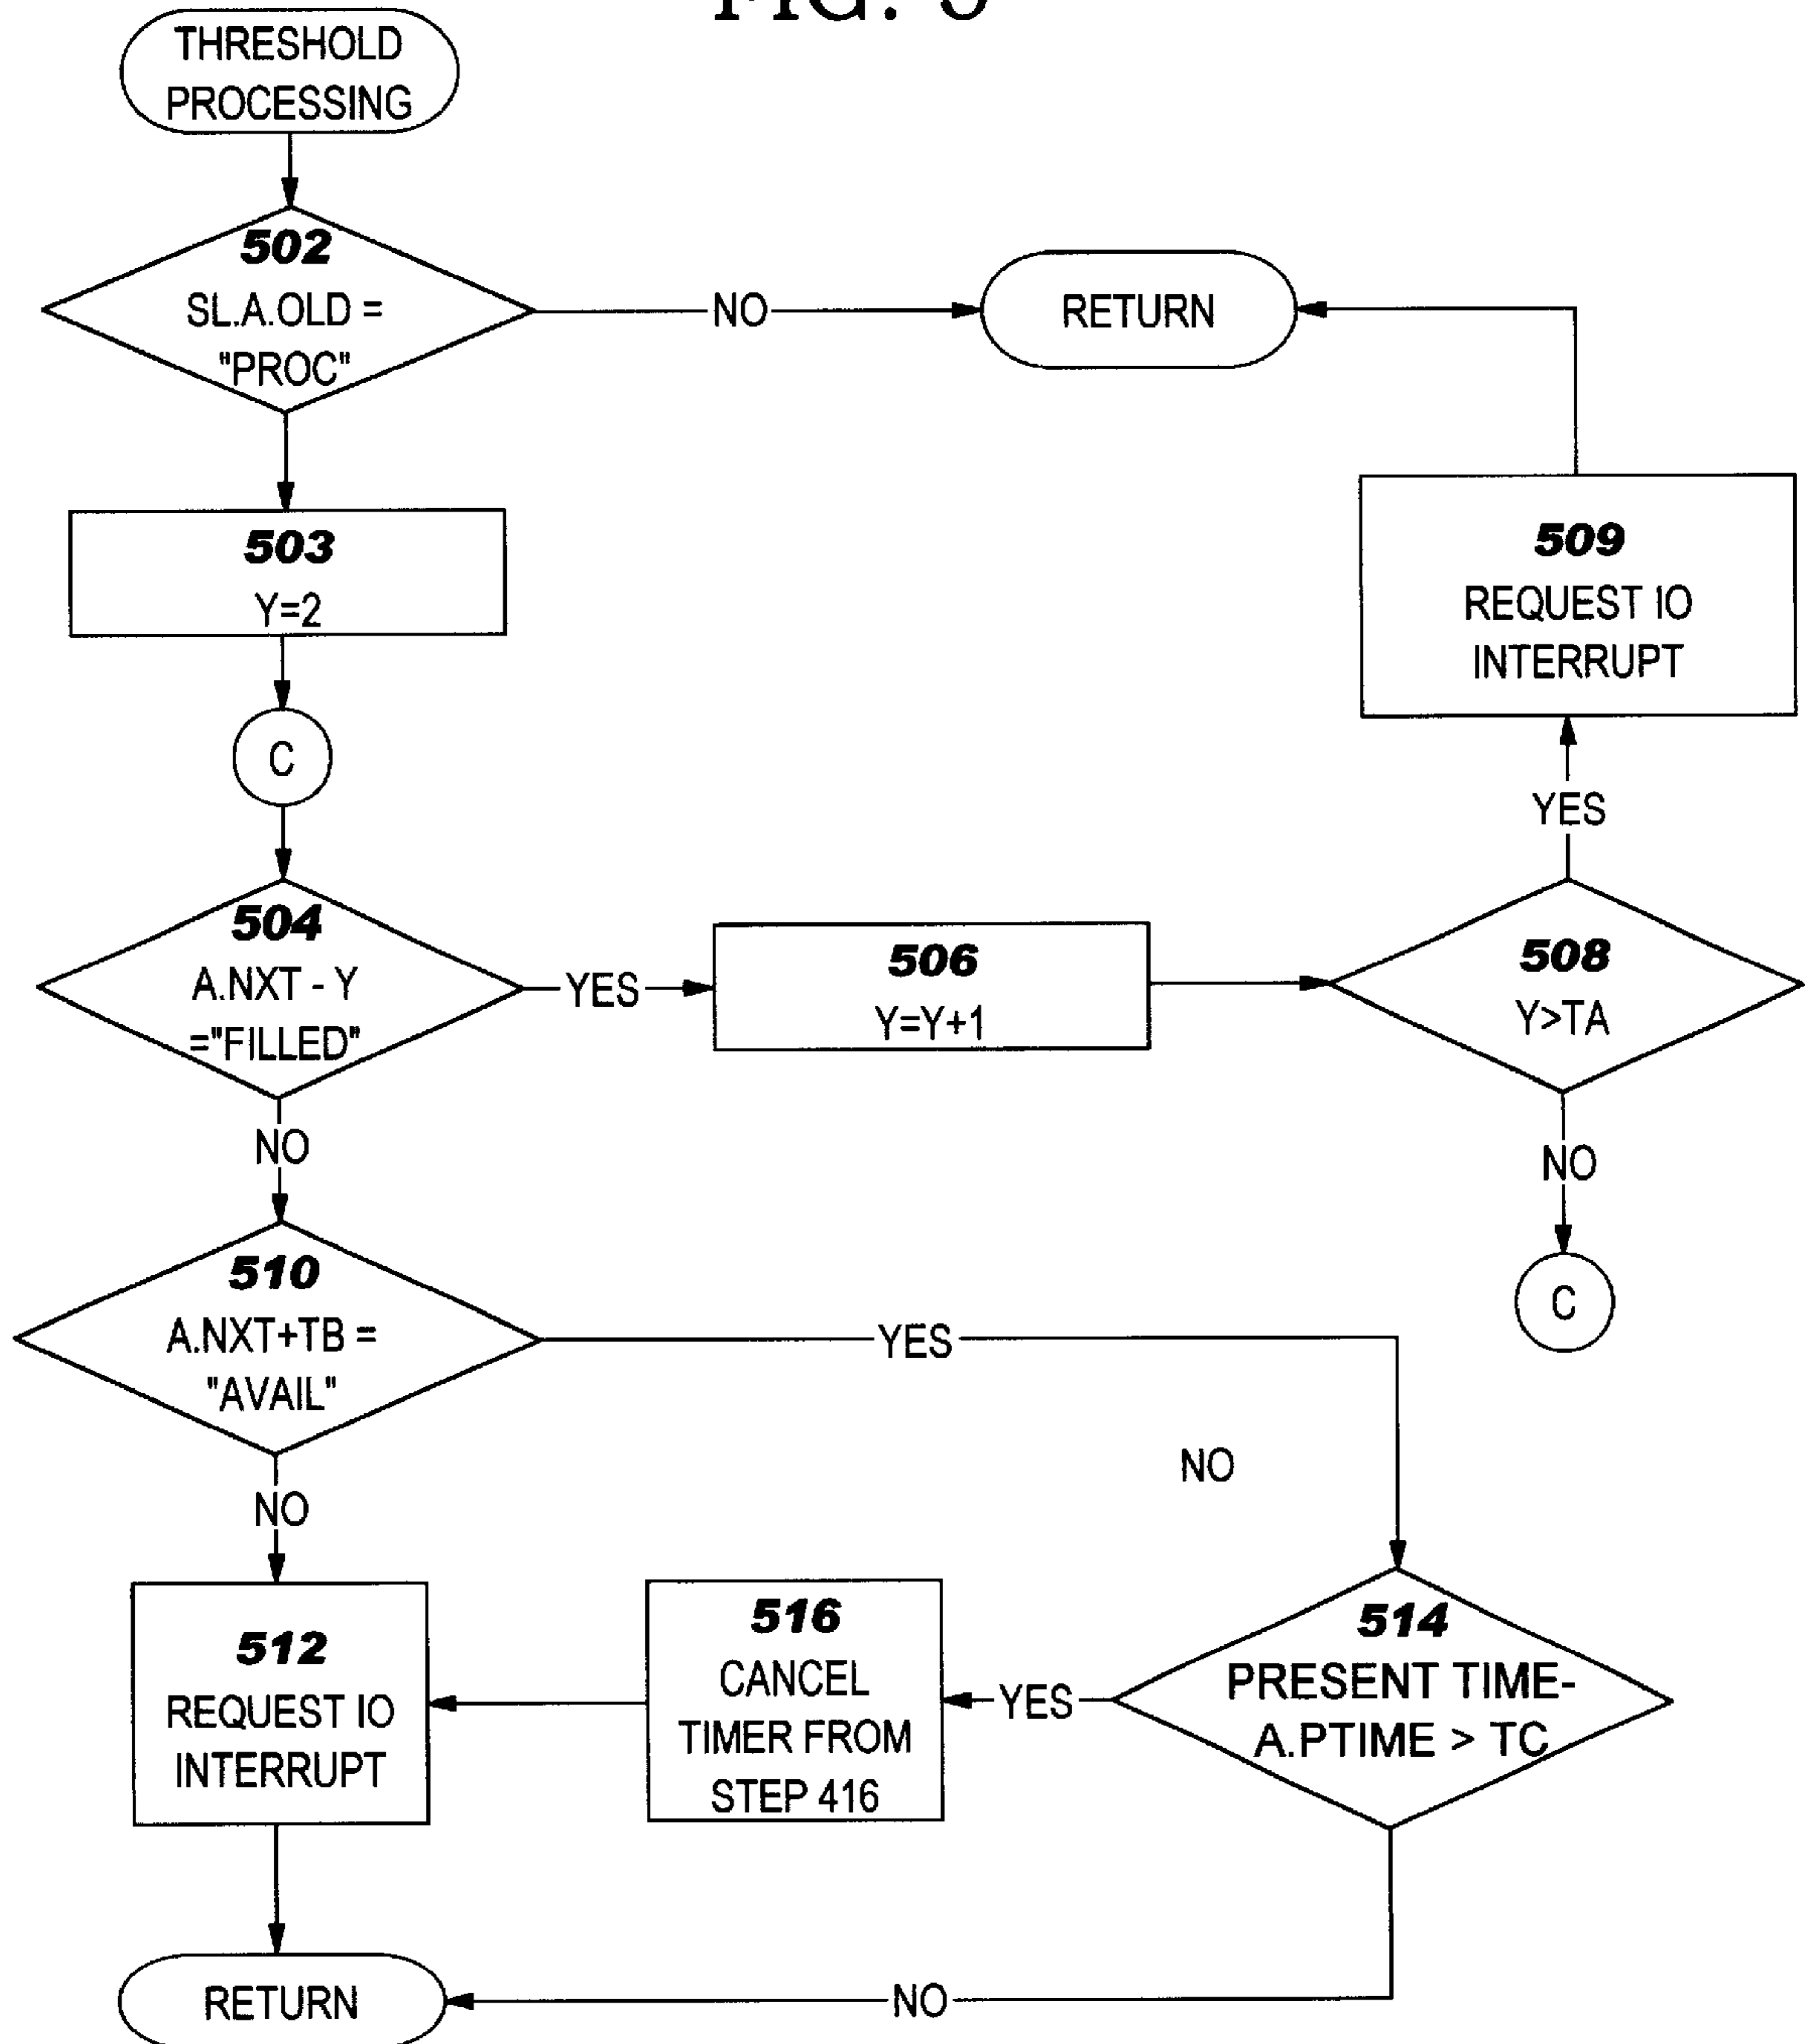 THRESHOLD
PROCESSING
502
SL.A.OLD =
"PROC"
NO
RETURN
503
Y=2
509
REQUEST IO
INTERRUPT
C
YES
504
A.NXT - Y
="FILLED"
YES
506
Y=Y+1
508
Y>TA
NO
NO
C
510
A.NXT+TB =
"AVAIL"
YES
NO
NO
512
REQUEST IO
INTERRUPT
516
CANCEL
TIMER FROM
STEP 416
YES
514
PRESENT TIME-
A.PTIME > TC
RETURN
NO